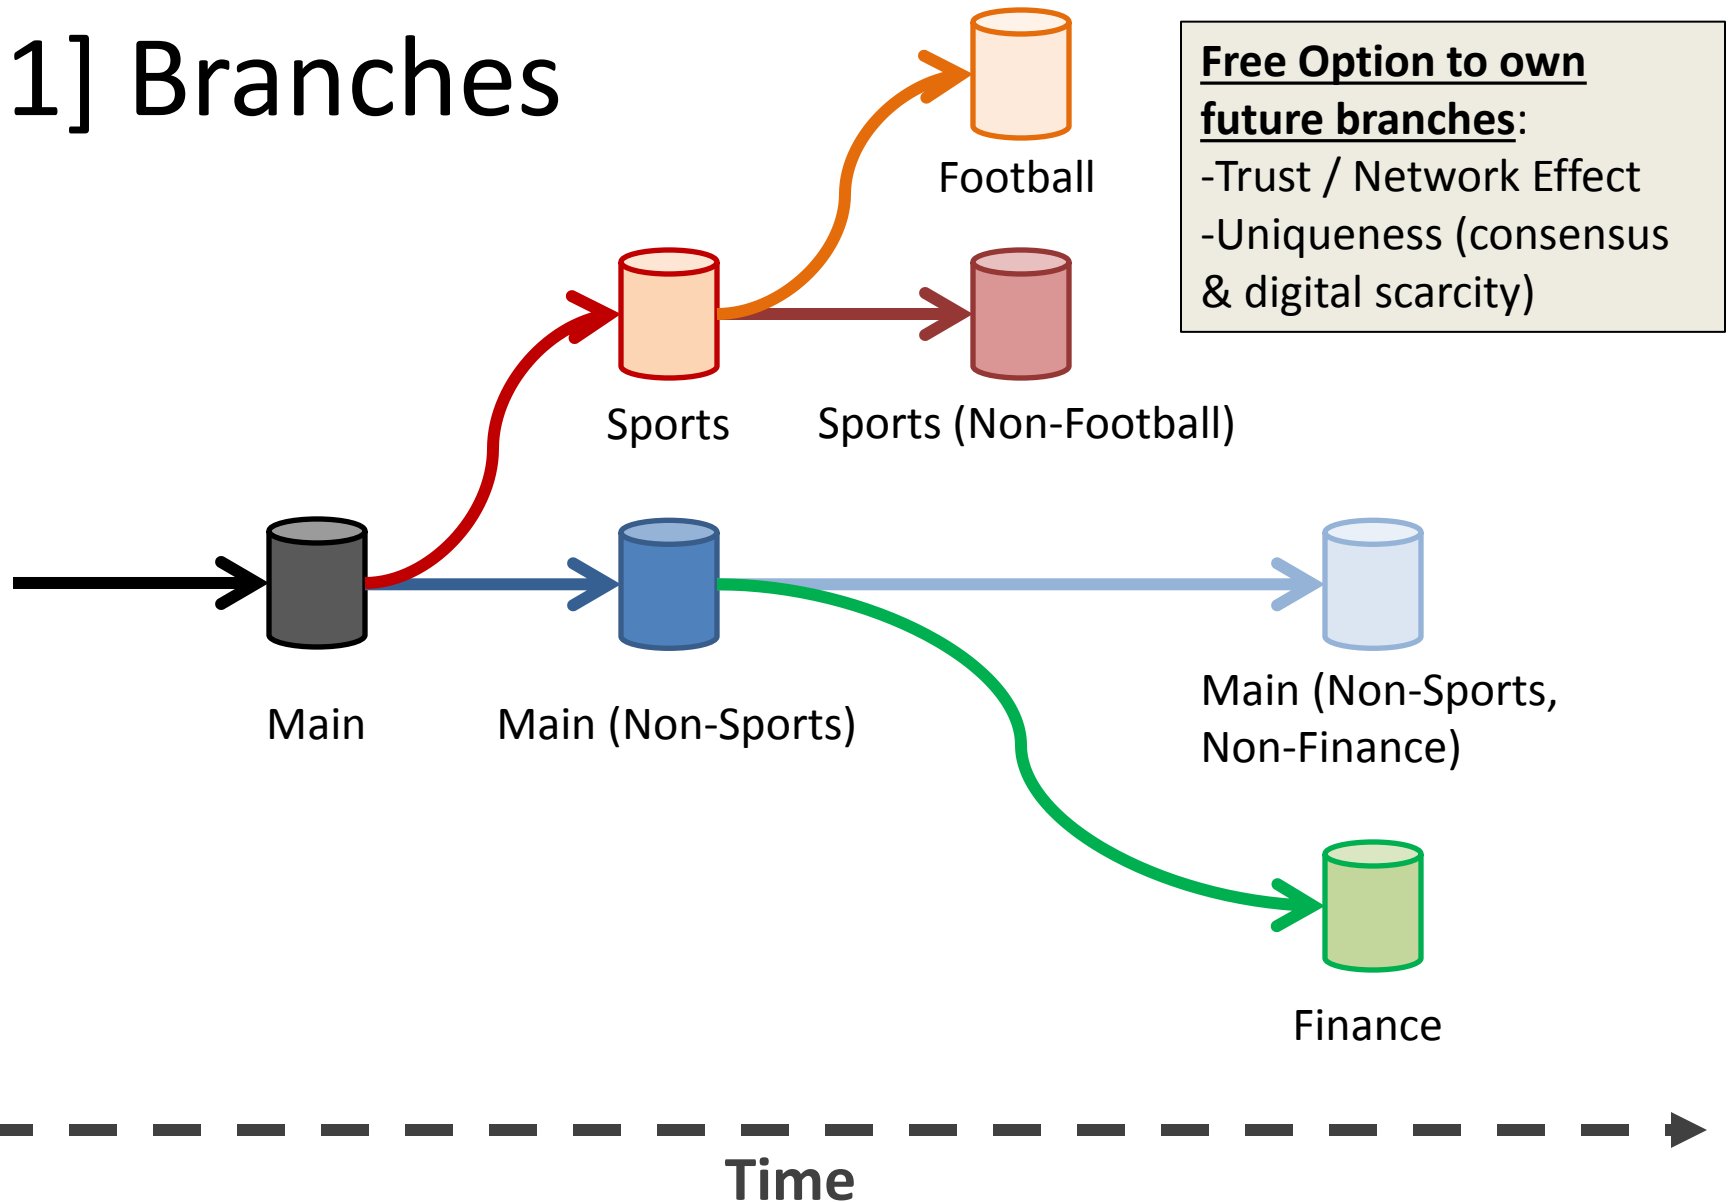 1] Branches
Free Option to own
future branches:
-Trust / Network Effect
-Uniqueness (consensus
& digital scarcity)
Football
Sports
Sports (Non-Football)
Main
Main (Non-Sports)
Main (Non-Sports,
Non-Finance)
Finance
Time